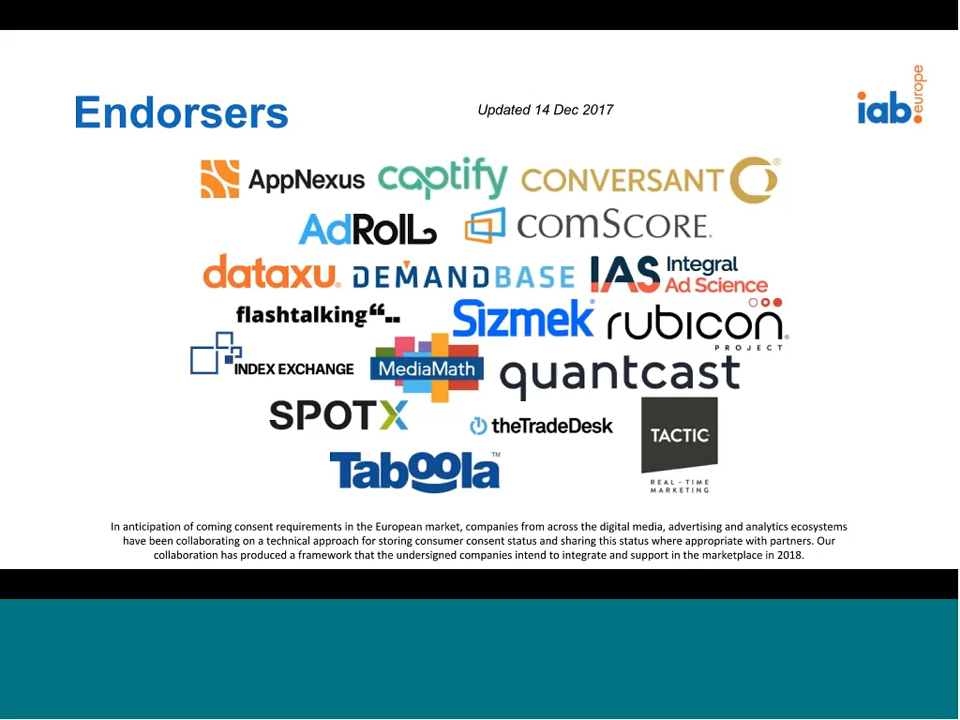 Endorsers
Updated 14 Dec 2017
iab.europe
AppNexus captify CONVERSANT
AdRoll comScore.
dataxu. DEMANDBASE IAS Integral
Ad Science
flashtalking Sizmek rubicon
PROJECT
INDEX EXCHANGE MediaMath quantcast
SPOTX theTradeDesk TACTIC
REAL-TIME
MARKETING
Taboola TM
In anticipation of coming consent requirements in the European market, companies from across the digital media, advertising and analytics ecosystems
have been collaborating on a technical approach for storing consumer consent status and sharing this status where appropriate with partners. Our
collaboration has produced a framework that the undersigned companies intend to integrate and support in the marketplace in 2018.